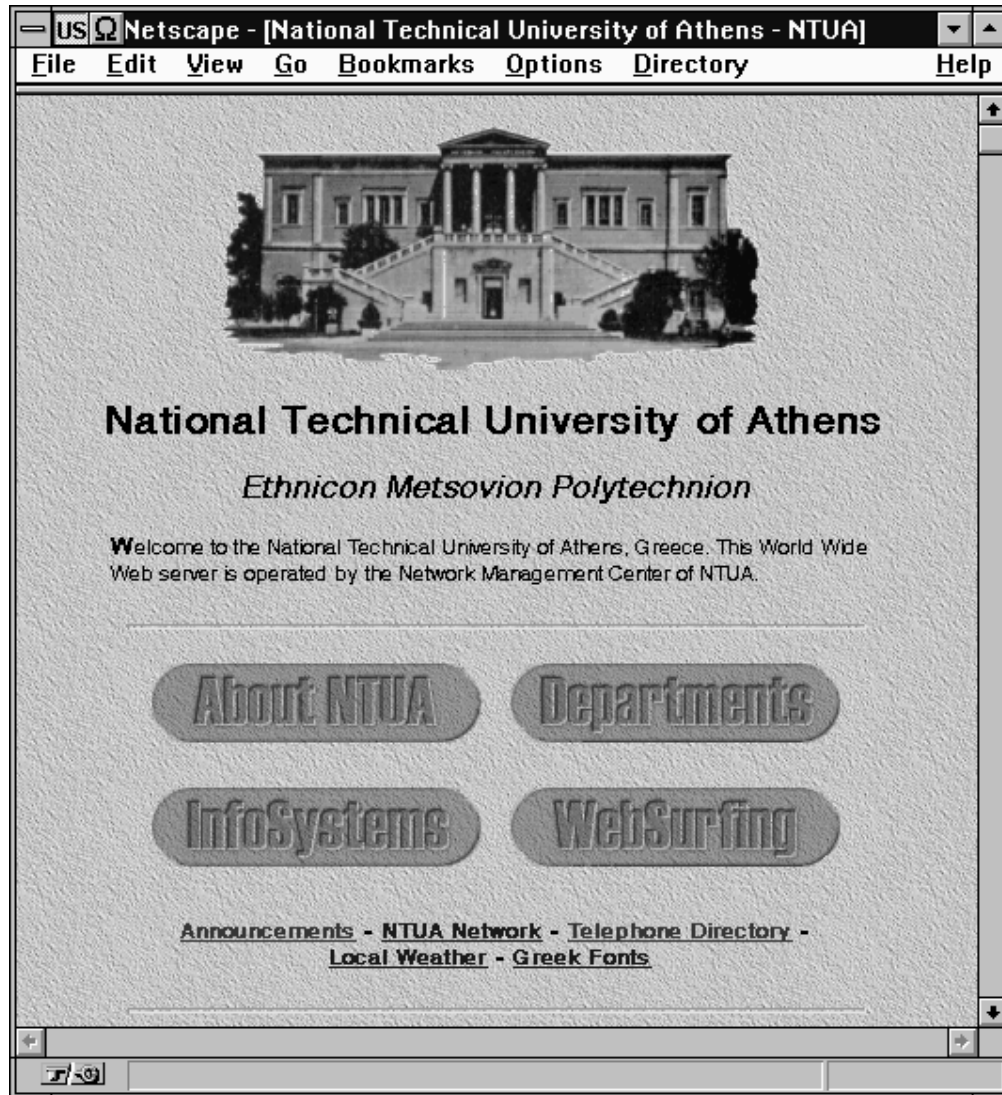 US Ω Netscape - [National Technical University of Athens - NTUA]
File Edit View Go Bookmarks Options Directory Help
National Technical University of Athens
Ethnicon Metsovion Polytechnion
Welcome to the National Technical University of Athens, Greece. This World Wide
Web server is operated by the Network Management Center of NTUA.
About NTUA Departments
InfoSystems WebSurfing
Announcements - NTUA Network - Telephone Directory -
Local Weather - Greek Fonts